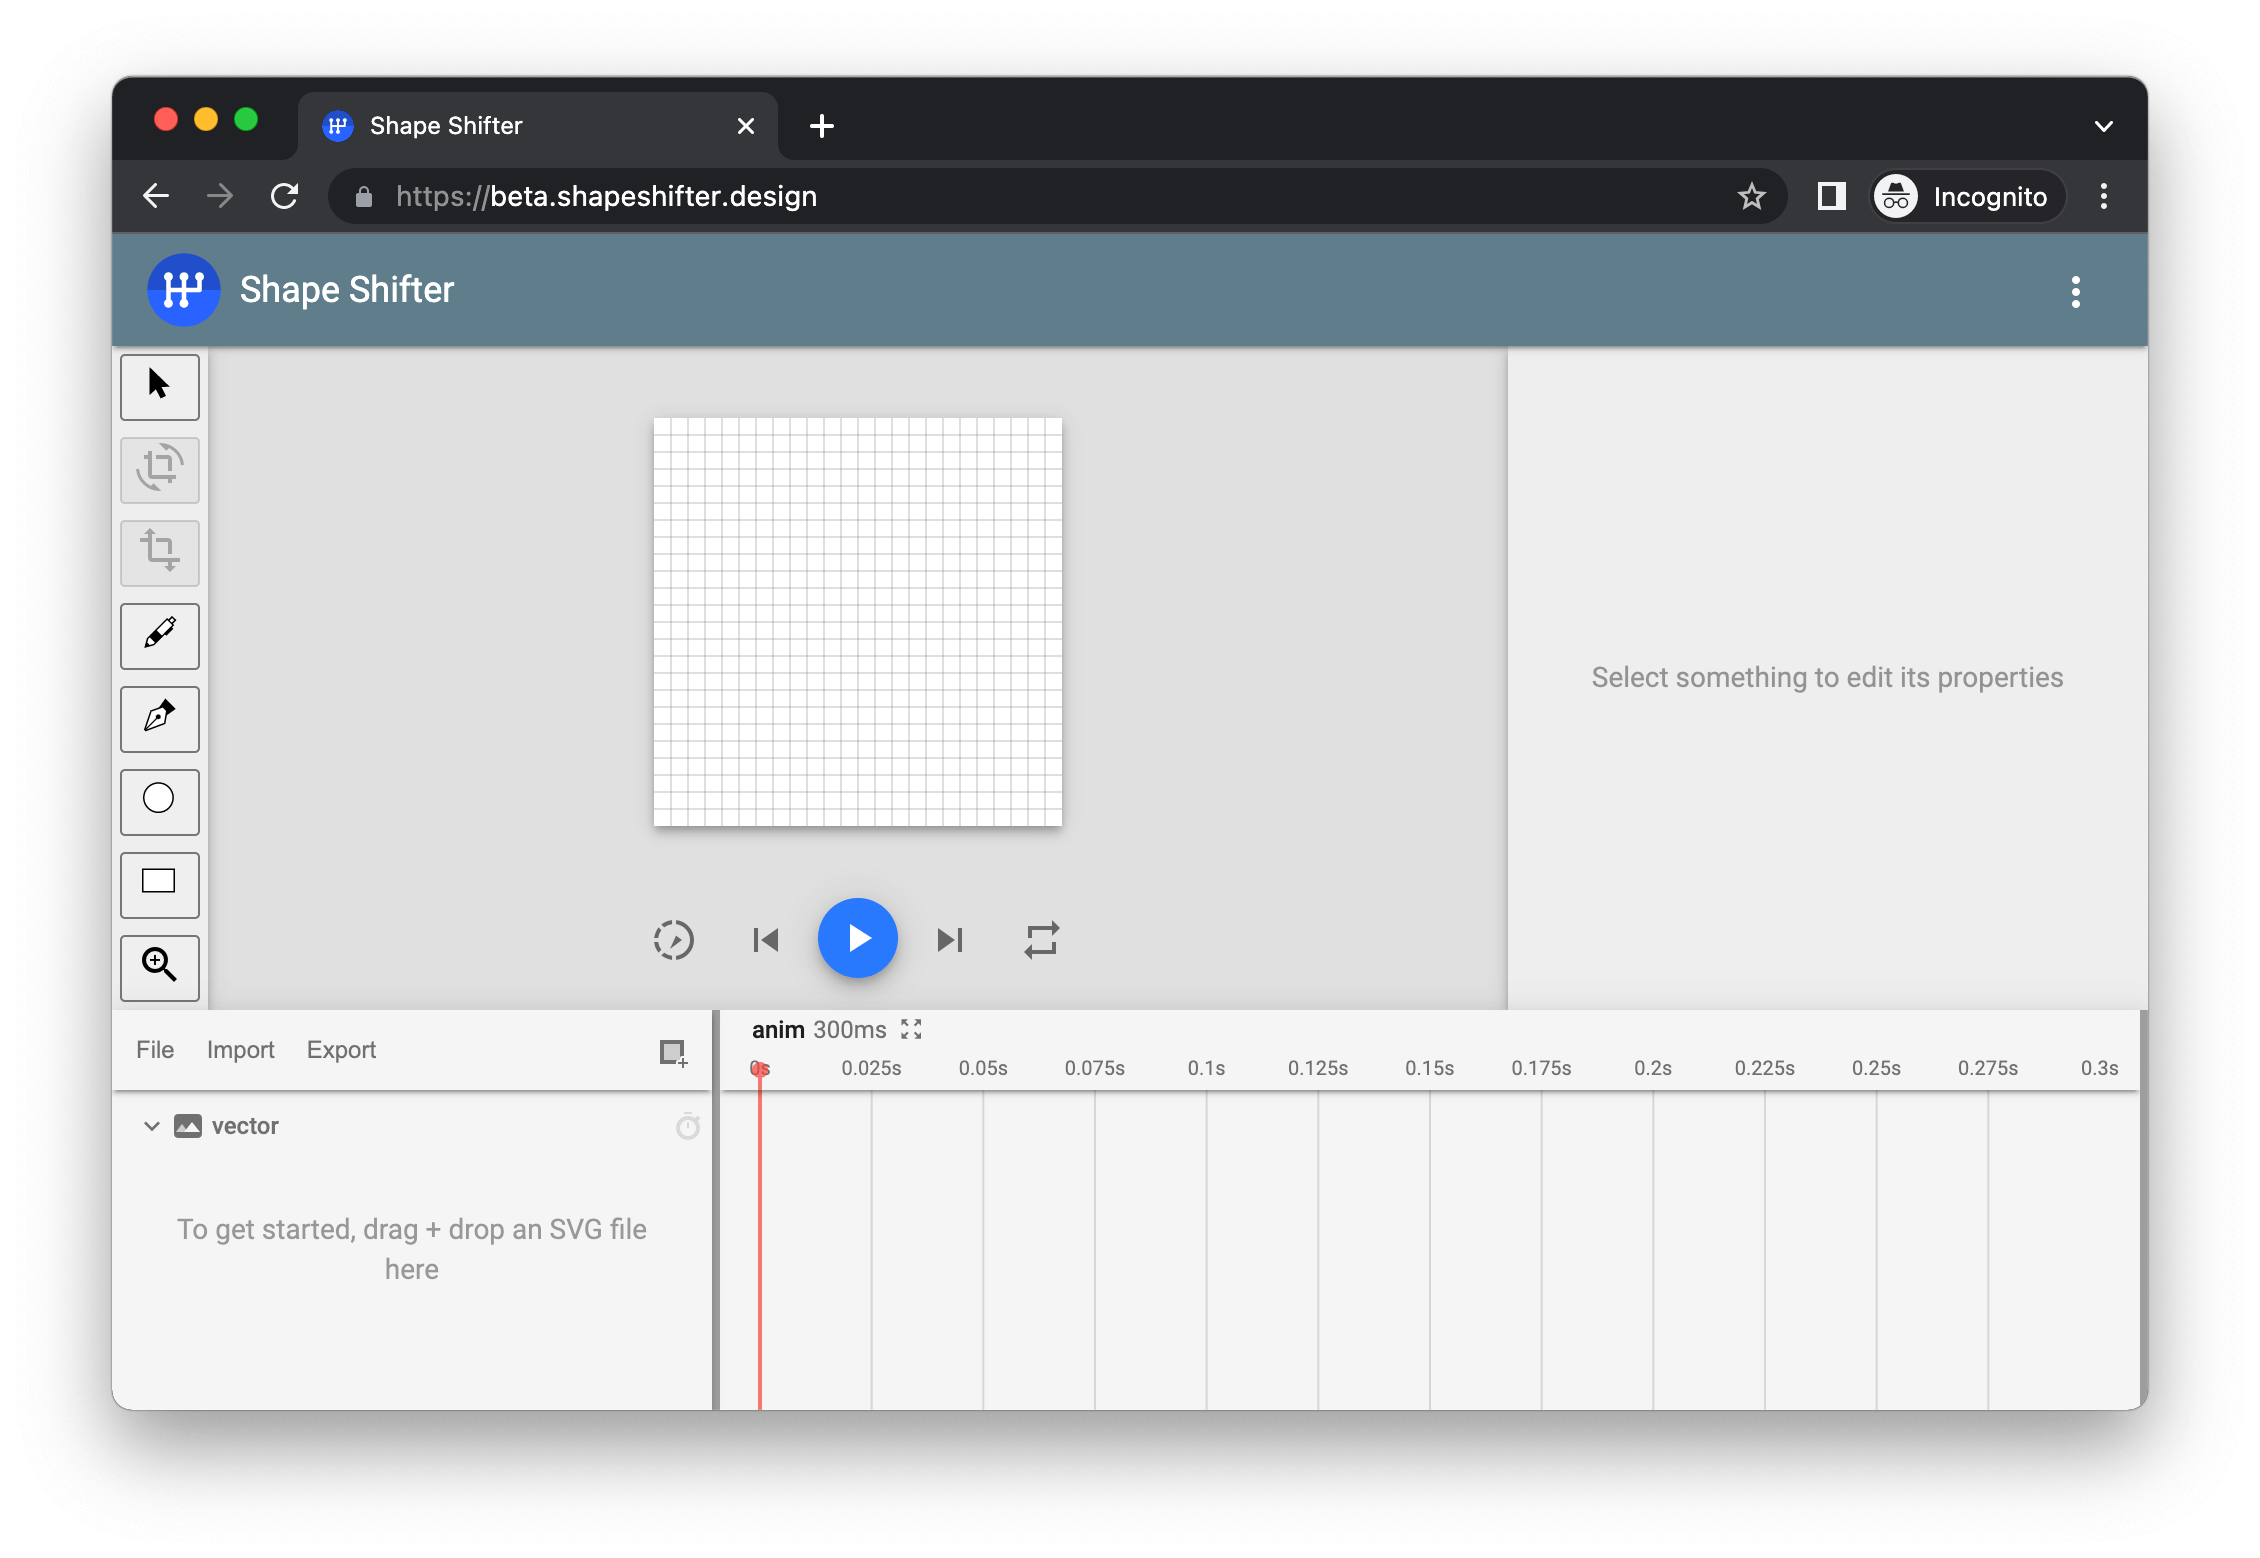 Shape Shifter
https://beta.shapeshifter.design
Incognito
Shape Shifter
Select something to edit its properties
anim 300ms
File Import Export
0s 0.025s 0.05s 0.075s 0.1s 0.125s 0.15s 0.175s 0.2s 0.225s 0.25s 0.275s 0.3s
vector
To get started, drag + drop an SVG file
here